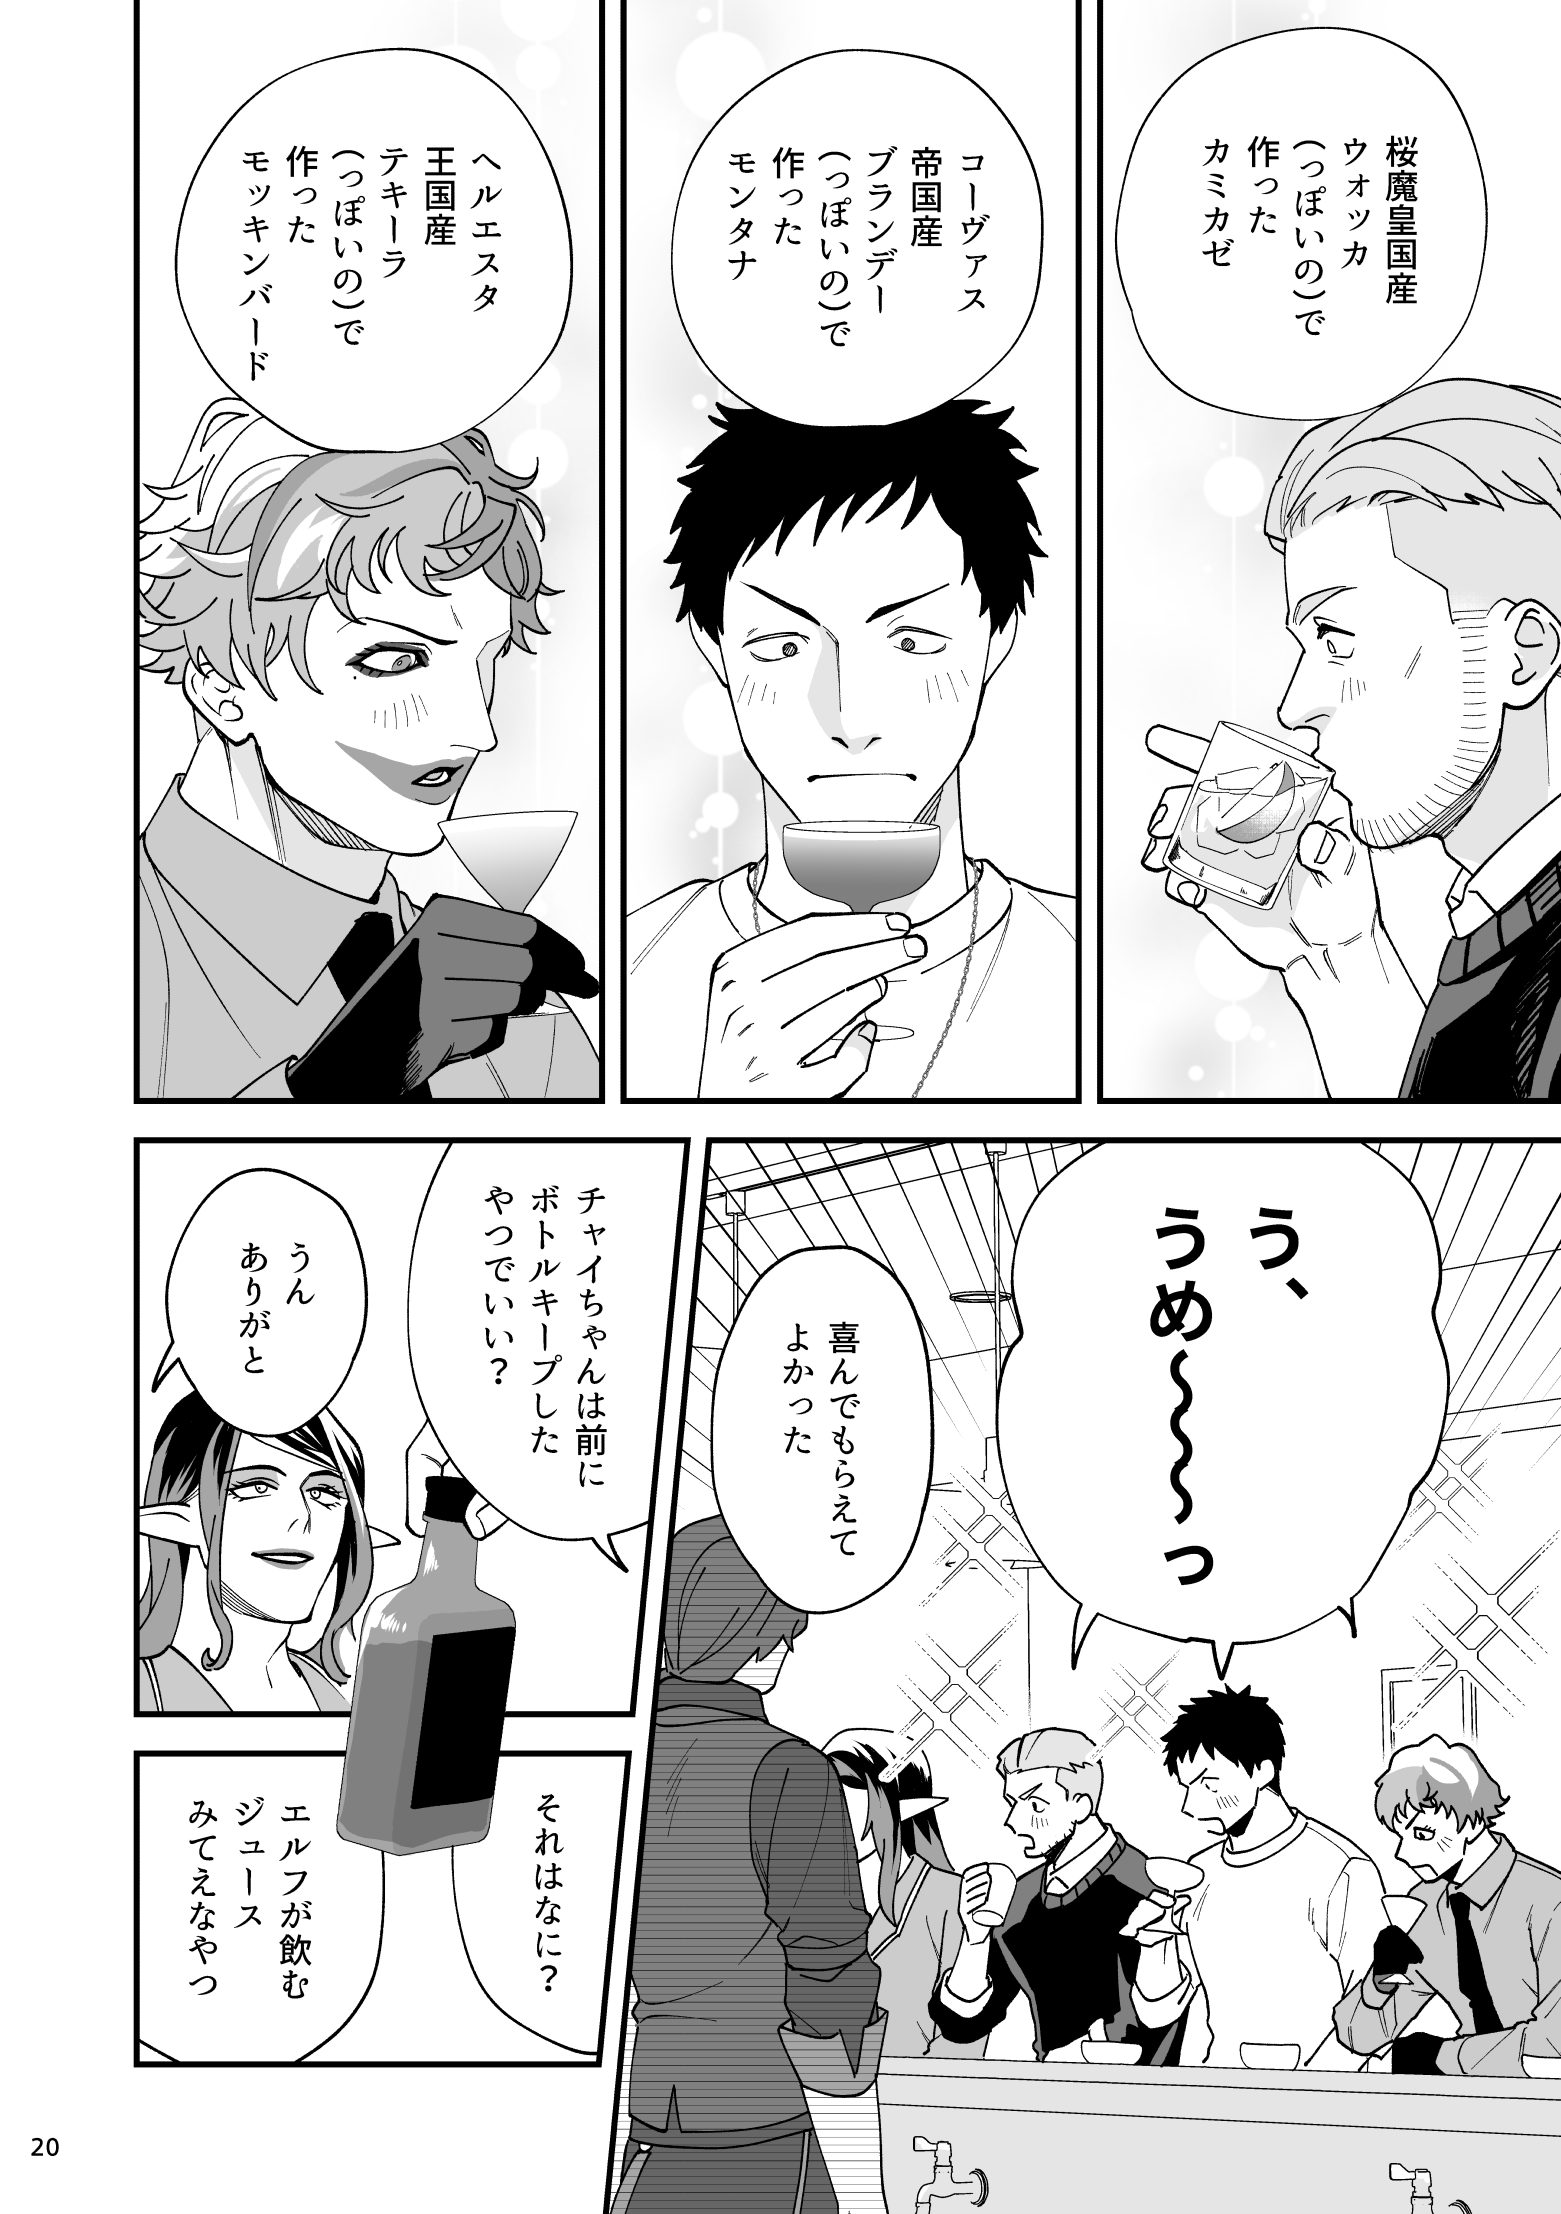 桜魔皇国産
ウォッカ
(っぽいの)で
作った
カミカゼ
コーヴァス
帝国産
ブランデー
(っぽいの)で
作った
モンタナ
ヘルエスタ
王国産
テキーラ
(っぽいの)で
作った
モッキンバード
う、
うめ～～～っ
喜んでもらえて
よかった
チャイちゃんは前に
ボトルキープした
やつでいい？
うん
ありがと
それはなに？
エルフが飲む
ジュース
みてえなやつ
20